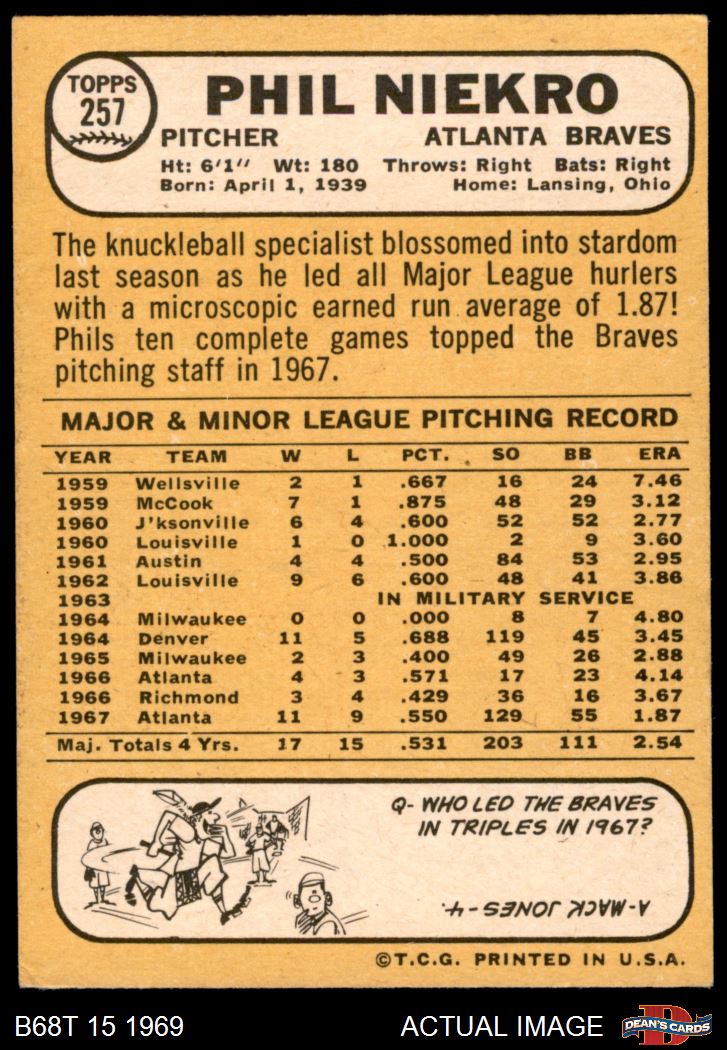 TOPPS
257
PHIL NIEKRO
PITCHER ATLANTA BRAVES
Ht: 6'1" Wt: 180 Throws: Right Bats: Right
Born: April 1, 1939 Home: Lansing, Ohio
The knuckleball specialist blossomed into stardom
last season as he led all Major League hurlers
with a microscopic earned run average of 1.87!
Phils ten complete games topped the Braves
pitching staff in 1967.
MAJOR & MINOR LEAGUE PITCHING RECORD
YEAR TEAM W L PCT. SO BB ERA
1959 Wellsville 2 1 .667 16 24 7.46
1959 McCook 7 1 .875 48 29 3.12
1960 J'ksonville 6 4 .600 52 52 2.77
1960 Louisville 1 0 1.000 2 9 3.60
1961 Austin 4 4 .500 84 53 2.95
1962 Louisville 9 6 .600 48 41 3.86
1963 IN MILITARY SERVICE
1964 Milwaukee 0 0 .000 8 7 4.80
1964 Denver 11 5 .688 119 45 3.45
1965 Milwaukee 2 3 .400 49 26 2.88
1966 Atlanta 4 3 .571 17 23 4.14
1966 Richmond 3 4 .429 36 16 3.67
1967 Atlanta 11 9 .550 129 55 1.87
Maj. Totals 4 Yrs. 17 15 .531 203 111 2.54
Q- WHO LED THE BRAVES
IN TRIPLES IN 1967?
A-MACK JONES-4.
©T.C.G. PRINTED IN U.S.A.
B68T 15 1969 ACTUAL IMAGE
D
DEAN'S CARDS